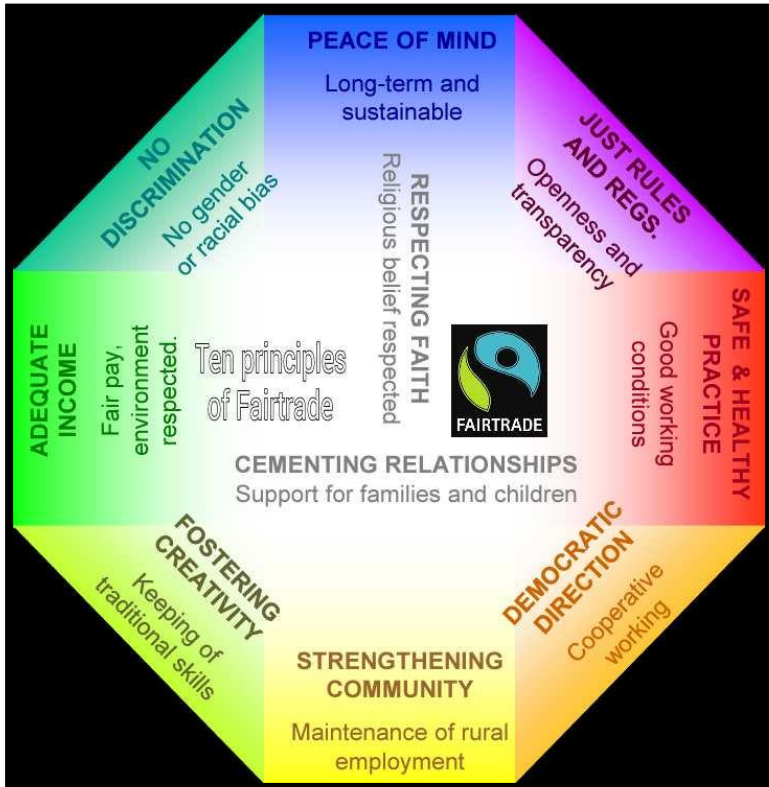 PEACE OF MIND
Long-term and
sustainable
JUST RULES
AND REGS.
Openness and
transparency
SAFE & HEALTHY
PRACTICE
Good working
conditions
DEMOCRATIC
DIRECTION
Cooperative
working
STRENGTHENING
COMMUNITY
Maintenance of rural
employment
FOSTERING
CREATIVITY
Keeping of
traditional skills
ADEQUATE
INCOME
Fair pay,
environment
respected.
NO
DISCRIMINATION
No gender
or racial bias
RESPECTING FAITH
Religious belief respected
Ten principles
of Fairtrade
FAIRTRADE
CEMENTING RELATIONSHIPS
Support for families and children